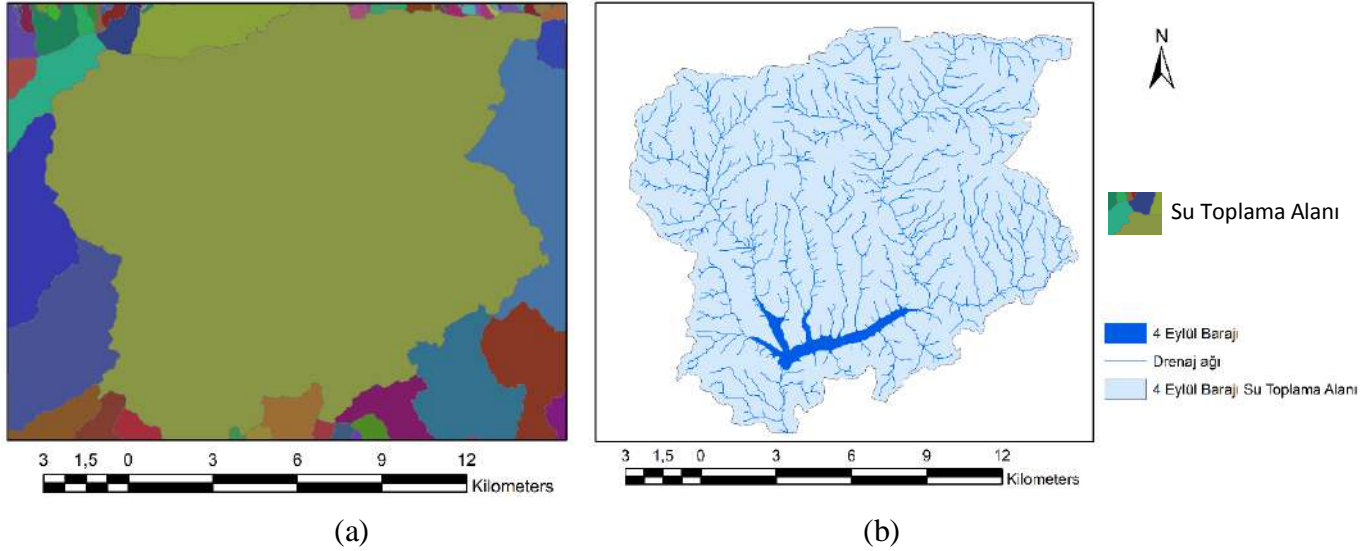 N
Su Toplama Alanı
4 Eylül Barajı
Drenaj ağı
4 Eylül Barajı Su Toplama Alanı
3 1,5 0 3 6 9 12
Kilometers
3 1,5 0 3 6 9 12
Kilometers
(a)
(b)